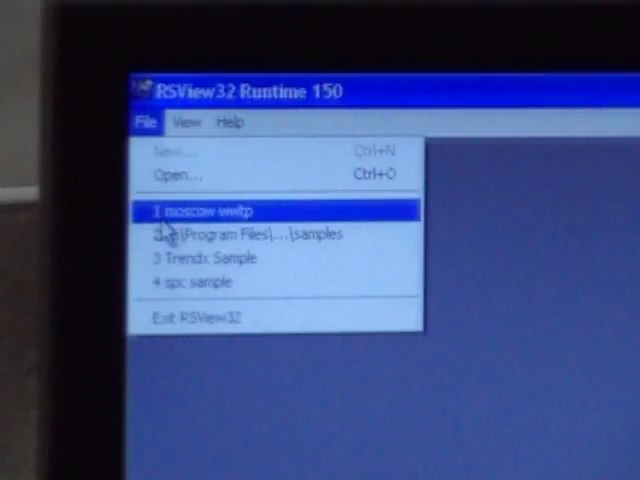 RSView32 Runtime 150
File View Help
New... Ctrl+N
Open... Ctrl+O
1 moscow wwtp
\Program Files\...\samples
3 Trendx Sample
4 spc sample
Exit RSView32